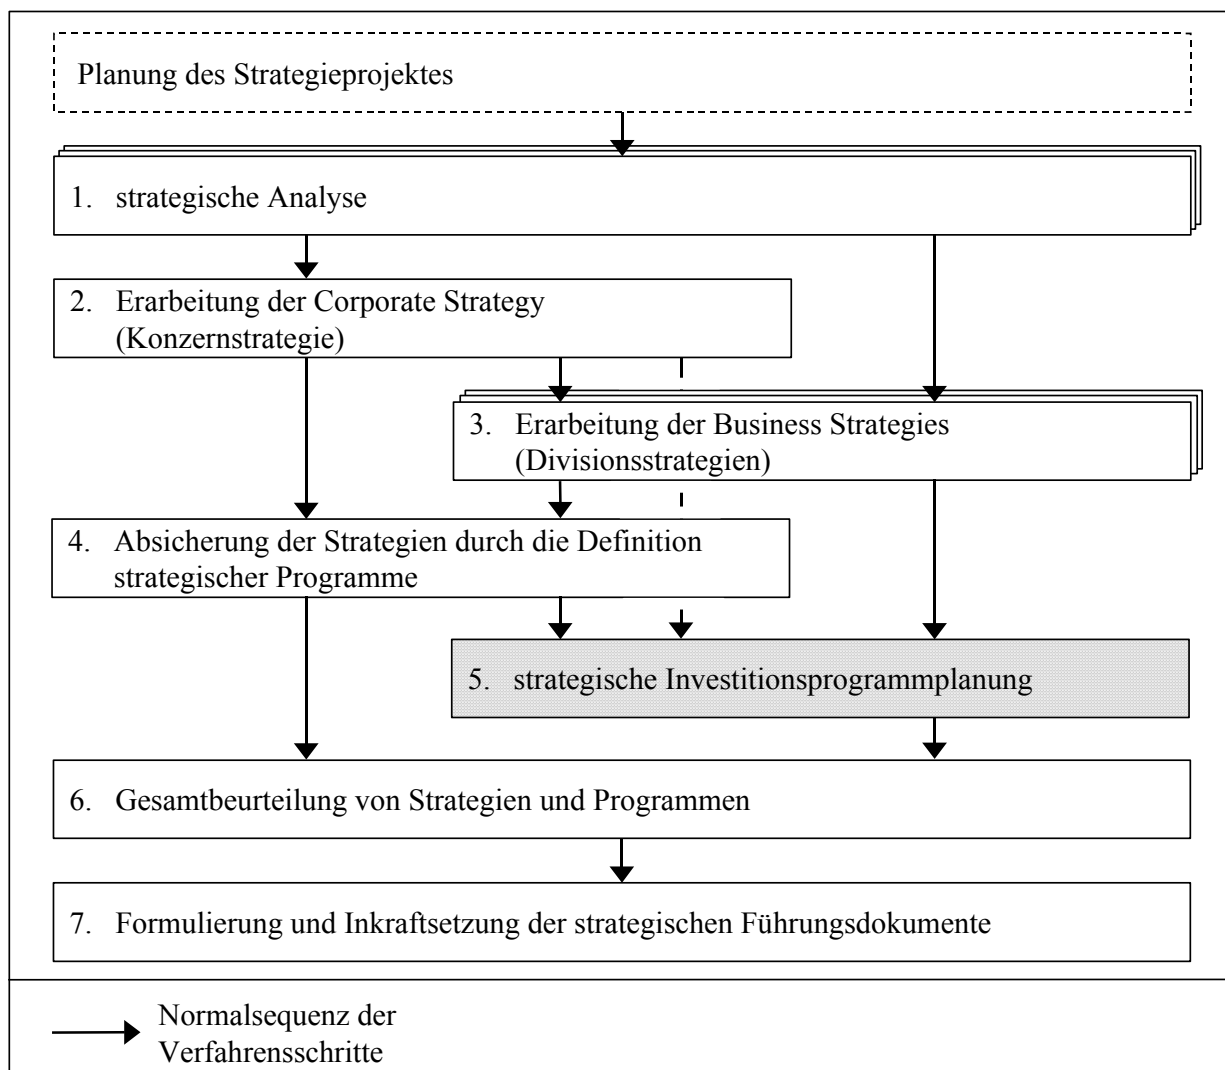 Planung des Strategieprojektes
1. strategische Analyse
2. Erarbeitung der Corporate Strategy
(Konzernstrategie)
3. Erarbeitung der Business Strategies
(Divisionsstrategien)
4. Absicherung der Strategien durch die Definition
strategischer Programme
5. strategische Investitionsprogrammplanung
6. Gesamtbeurteilung von Strategien und Programmen
7. Formulierung und Inkraftsetzung der strategischen Führungsdokumente
Normalsequenz der
Verfahrensschritte